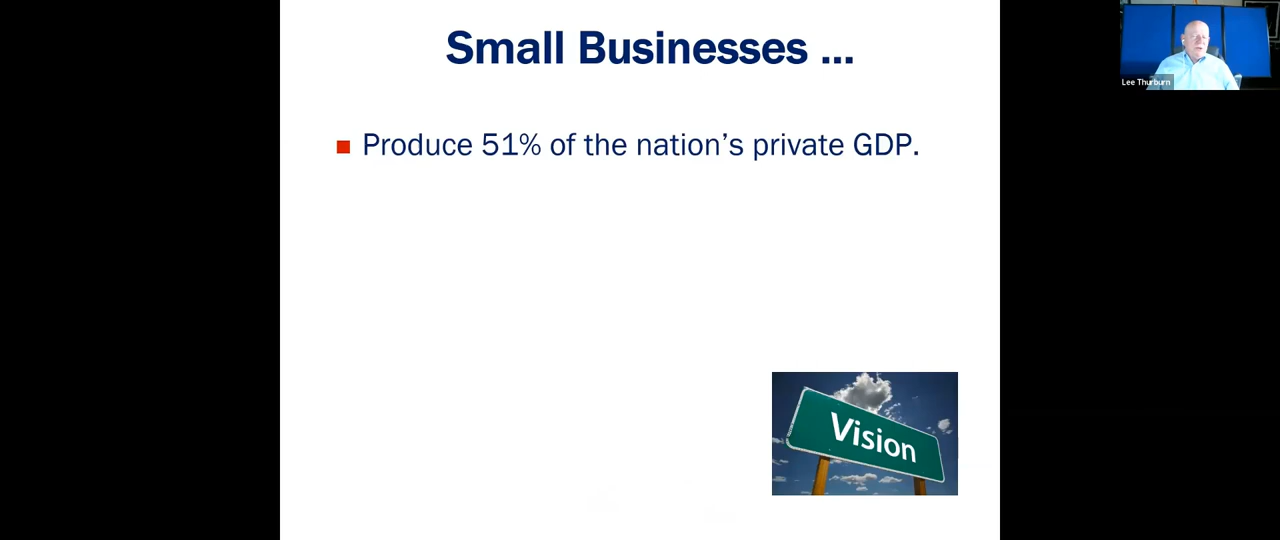 Small Businesses ...
Produce 51% of the nation’s private GDP.
Vision
Lee Thurburn